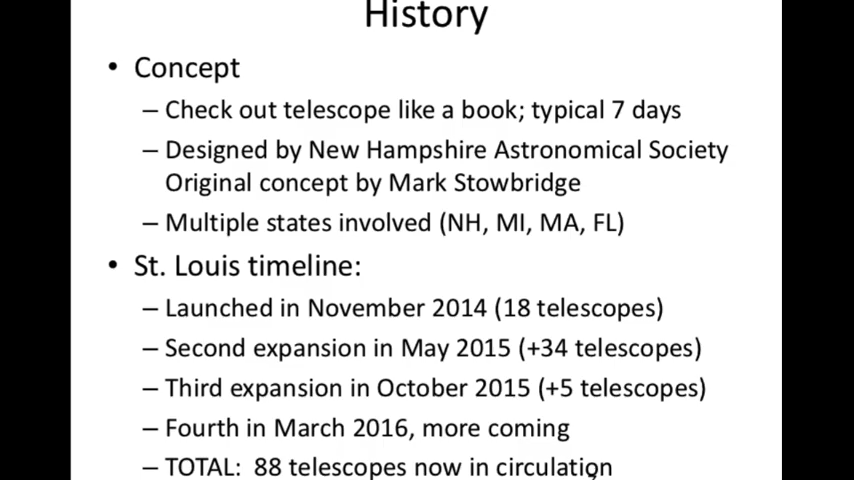 History
• Concept
– Check out telescope like a book; typical 7 days
– Designed by New Hampshire Astronomical Society
Original concept by Mark Stowbridge
– Multiple states involved (NH, MI, MA, FL)
• St. Louis timeline:
– Launched in November 2014 (18 telescopes)
– Second expansion in May 2015 (+34 telescopes)
– Third expansion in October 2015 (+5 telescopes)
– Fourth in March 2016, more coming
– TOTAL: 88 telescopes now in circulation